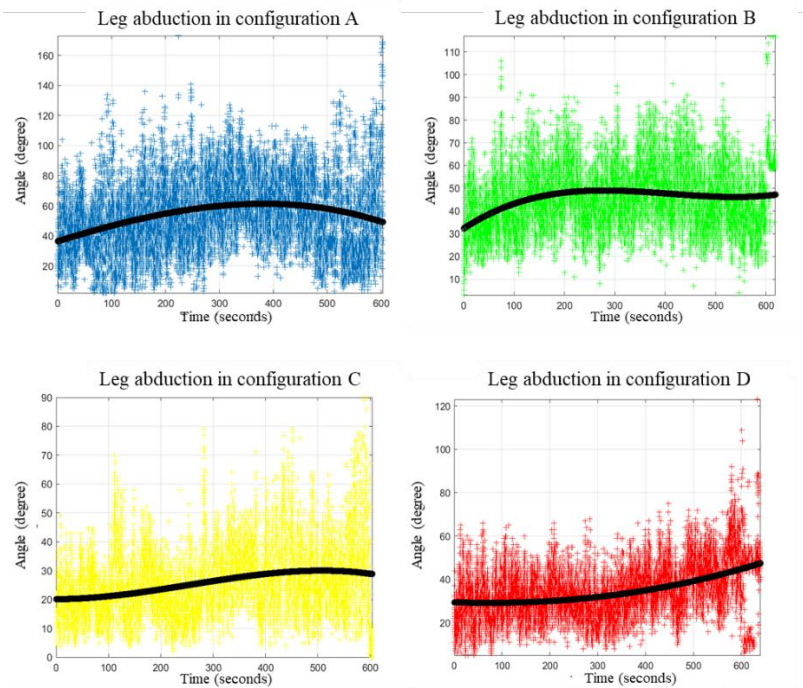 Leg abduction in configuration A
Angle (degree)
160
140
120
100
80
60
40
20
0 100 200 300 400 500 600
Time (seconds)
Leg abduction in configuration B
Angle (degree)
110
100
90
80
70
60
50
40
30
20
10
0 100 200 300 400 500 600
Time (seconds)
Leg abduction in configuration C
Angle (degree)
90
80
70
60
50
40
30
20
10
0
0 100 200 300 400 500 600
Time (seconds)
Leg abduction in configuration D
Angle (degree)
120
100
80
60
40
20
0 100 200 300 400 500 600
Time (seconds)